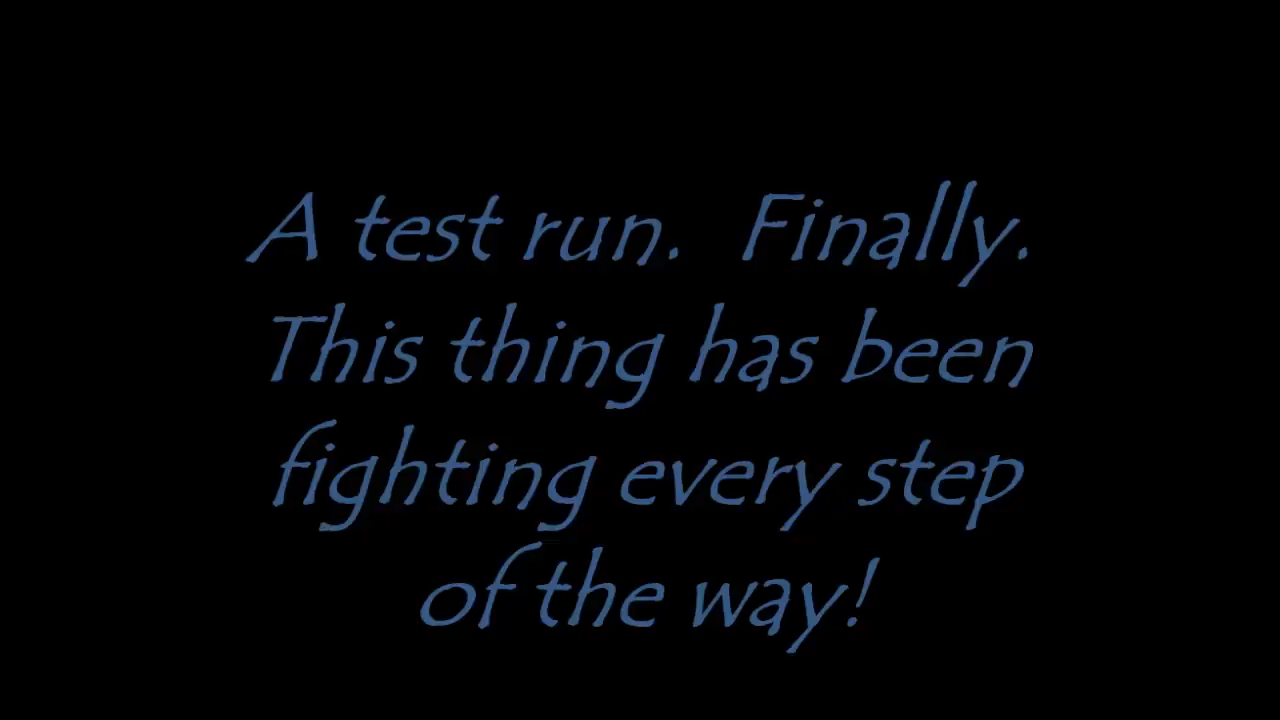 A test run.  Finally.
This thing has been
fighting every step
of the way!